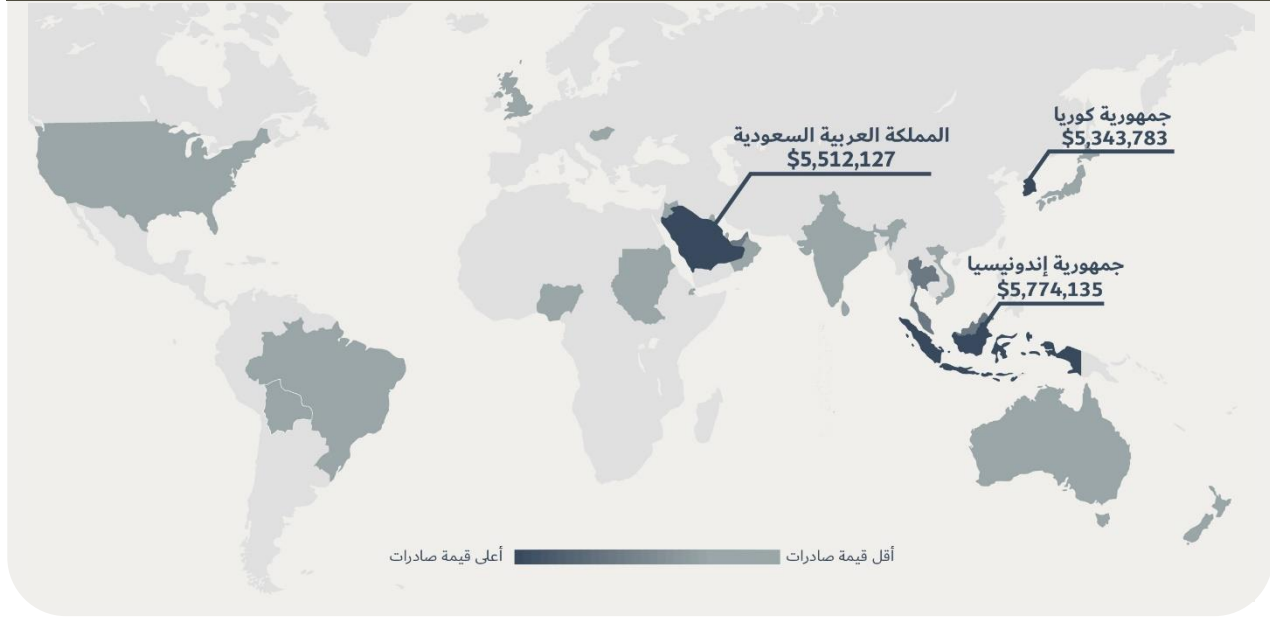 جمهورية كوريا
$5,343,783
المملكة العربية السعودية
$5,512,127
جمهورية إندونيسيا
$5,774,135
أقل قيمة صادرات
أعلى قيمة صادرات